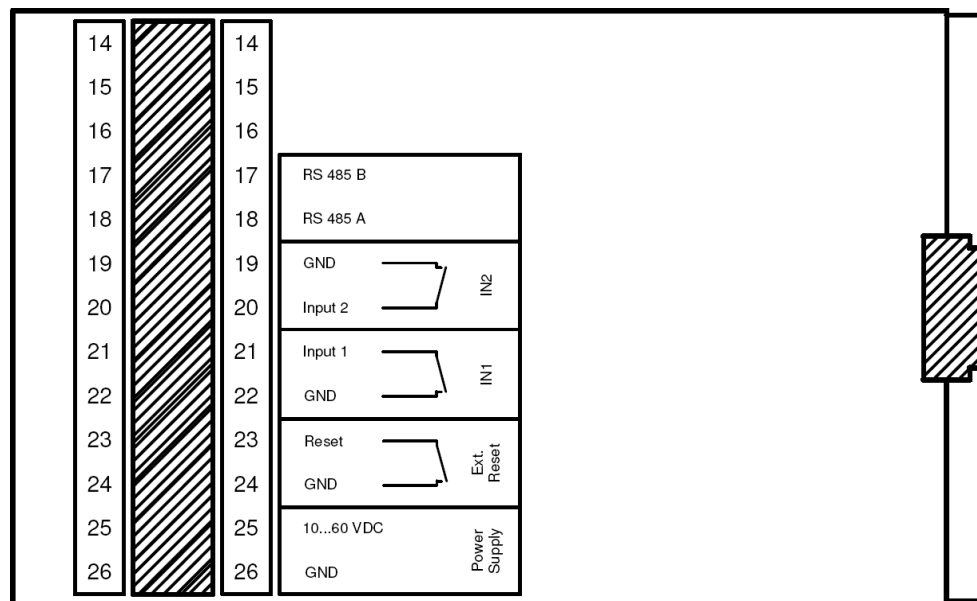 14 14
15 15
16 16
17 17 RS 485 B
18 18 RS 485 A
19 19 GND
IN2
20 20 Input 2
21 21 Input 1
IN1
22 22 GND
23 23 Reset
Ext.
Reset
24 24 GND
25 25 10...60 VDC
Power
Supply
26 26 GND